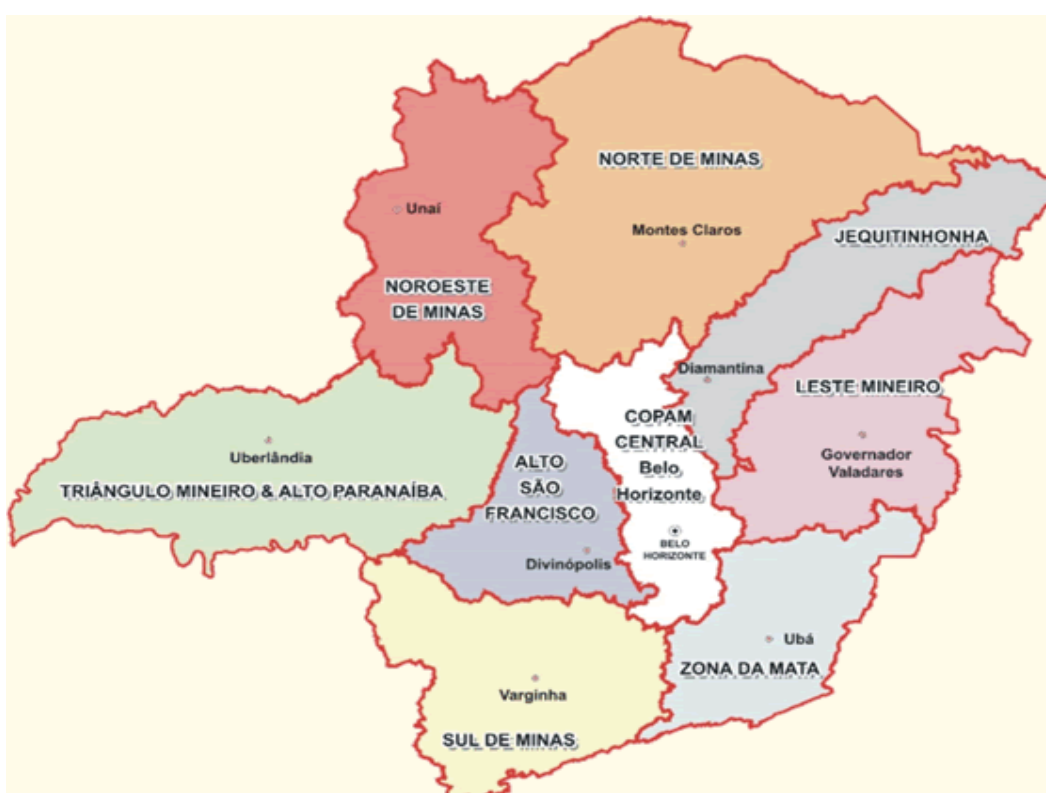 NORTE DE MINAS
Unaí
Montes Claros
JEQUITINHONHA
NOROESTE
DE MINAS
Diamantina
LESTE MINEIRO
COPAM
CENTRAL
Belo
Horizonte
Uberlândia
TRIÂNGULO MINEIRO & ALTO PARANAÍBA
ALTO
SÃO
FRANCISCO
Governador
Valadares
BELO
HORIZONTE
Divinópolis
Ubá
ZONA DA MATA
Varginha
SUL DE MINAS